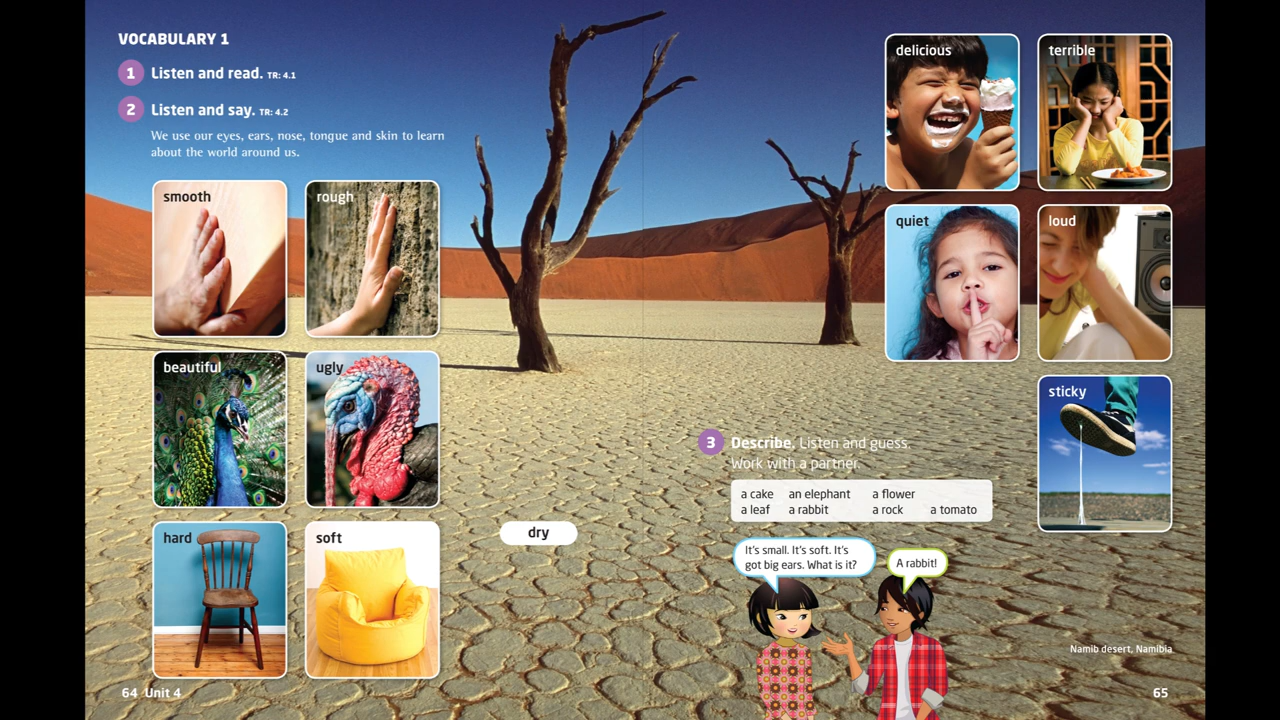 VOCABULARY 1
1 Listen and read. TR: 4.1
2 Listen and say. TR: 4.2
We use our eyes, ears, nose, tongue and skin to learn
about the world around us.
smooth
rough
beautiful
ugly
hard
soft
dry
64 Unit 4
delicious
terrible
quiet
loud
sticky
3 Describe. Listen and guess.
Work with a partner.
a cake an elephant a flower
a leaf a rabbit a rock a tomato
It's small. It's soft. It's
got big ears. What is it?
A rabbit!
Namib desert, Namibia
65